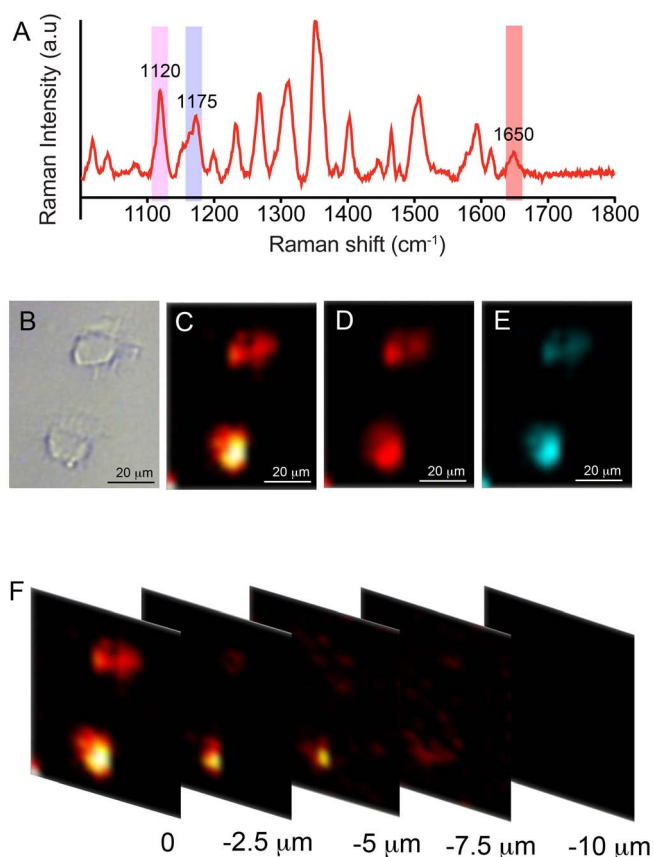 A
Raman Intensity (a.u)
1120
1175
1650
1100 1200 1300 1400 1500 1600 1700 1800
Raman shift (cm-1)
B C D E
20 μm 20 μm 20 μm 20 μm
F
0 -2.5 μm -5 μm -7.5 μm -10 μm